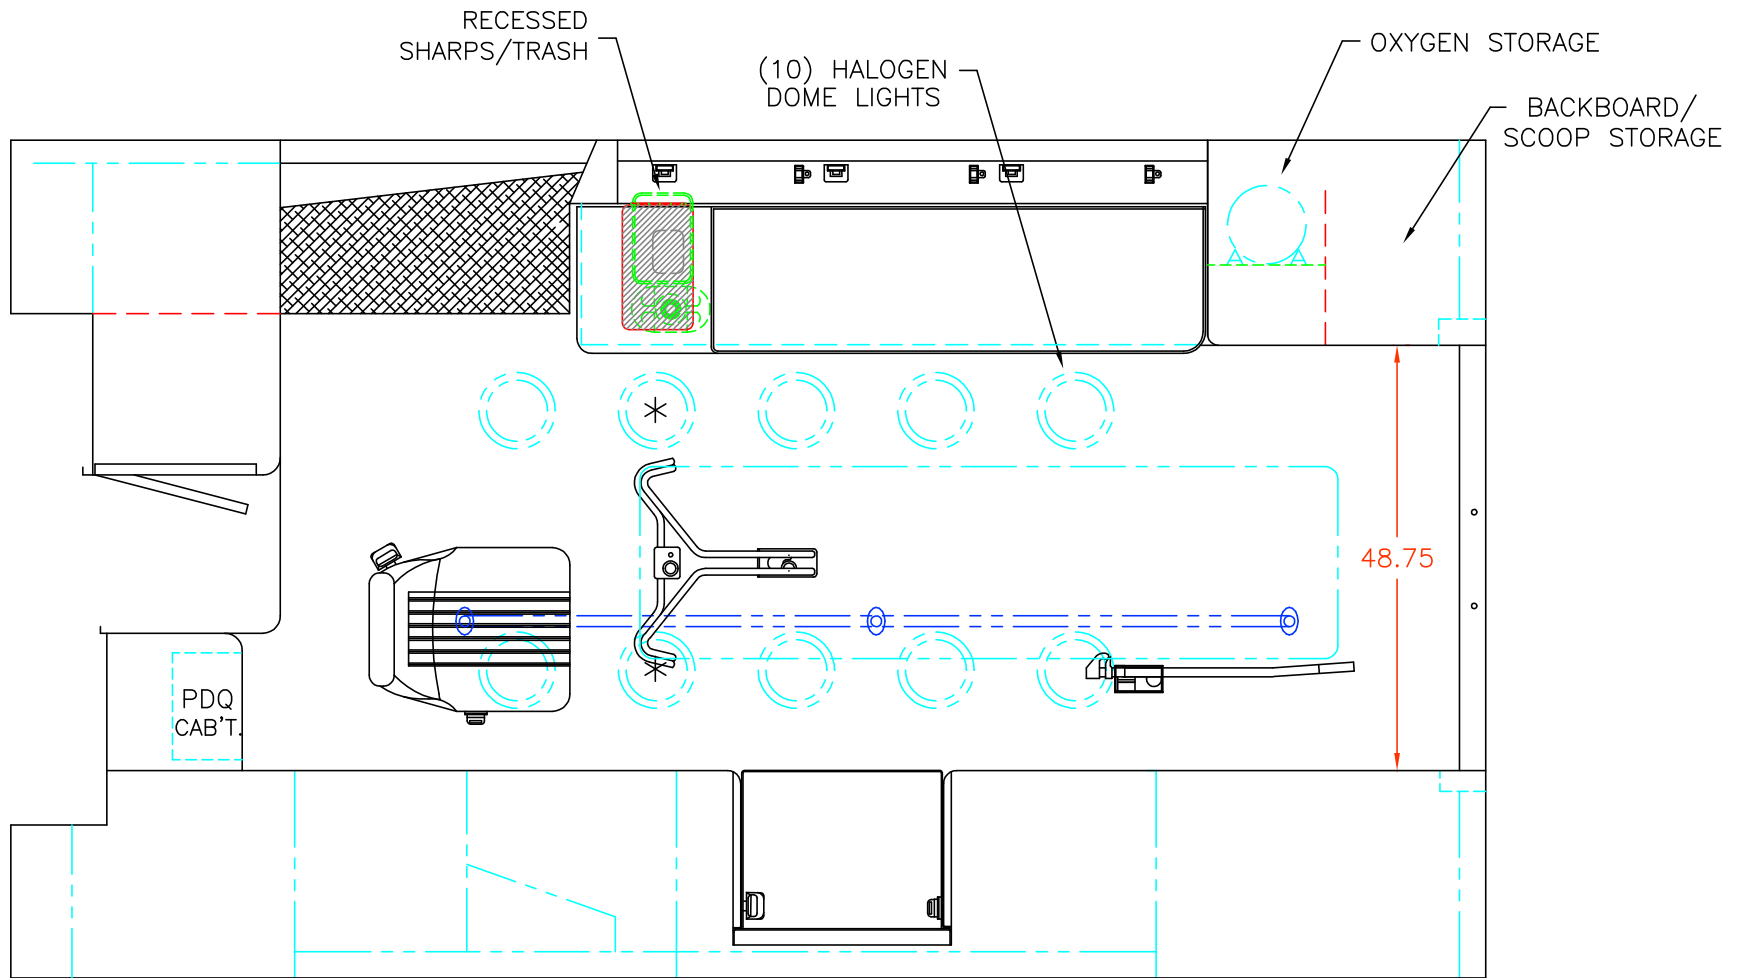 RECESSED
SHARPS/TRASH
(10) HALOGEN
DOME LIGHTS
OXYGEN STORAGE
BACKBOARD/
SCOOP STORAGE
48.75
PDQ
CAB'T.